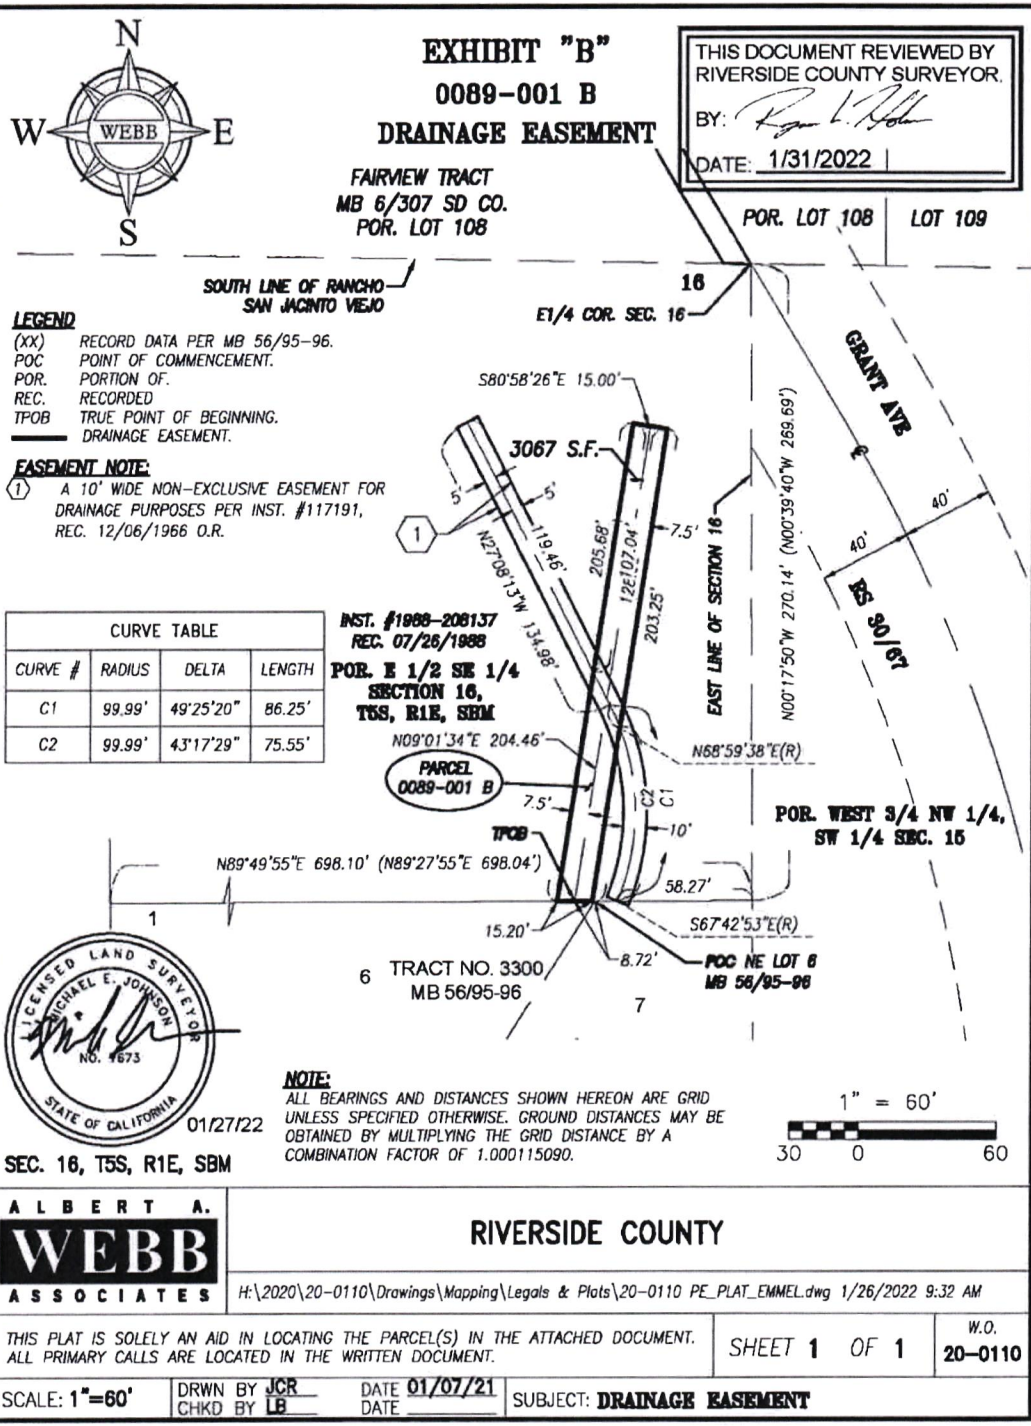 N
W
WEBB
E
S
EXHIBIT "B"
0089-001 B
DRAINAGE EASEMENT
THIS DOCUMENT REVIEWED BY
RIVERSIDE COUNTY SURVEYOR.
BY:
DATE: 1/31/2022
FAIRVIEW TRACT
MB 6/307 SD CO.
POR. LOT 108
POR. LOT 108
LOT 109
SOUTH LINE OF RANCHO
SAN JACINTO VIEJO
16
E1/4 COR. SEC. 16
LEGEND
(XX) RECORD DATA PER MB 56/95-96.
POC POINT OF COMMENCEMENT.
POR. PORTION OF.
REC. RECORDED
TPOB TRUE POINT OF BEGINNING.
DRAINAGE EASEMENT.
EASEMENT NOTE:
1 A 10' WIDE NON-EXCLUSIVE EASEMENT FOR
DRAINAGE PURPOSES PER INST. #117191,
REC. 12/06/1966 O.R.
S80°58'26"E 15.00'
3067 S.F.
5'
5'
1
119.46'
N27°08'13"W 134.98'
205.68'
107.04'
203.25'
7.5'
EAST LINE OF SECTION 16
N00°17'50"W 270.14' (N00°39'40"W 269.69')
GRANT AVE
40'
40'
RS 30/67
CURVE TABLE
CURVE # RADIUS DELTA LENGTH
C1 99.99' 49°25'20" 86.25'
C2 99.99' 43°17'29" 75.55'
INST. #1988-208137
REC. 07/26/1988
POR. E 1/2 SE 1/4
SECTION 16,
T5S, R1E, SBM
N09°01'34"E 204.46'
N68°59'38"E(R)
PARCEL
0089-001 B
7.5'
C2
C1
10'
TPOB
POR. WEST 3/4 NW 1/4,
SW 1/4 SEC. 15
N89°49'55"E 698.10' (N89°27'55"E 698.04')
58.27'
1
15.20'
S67°42'53"E(R)
8.72'
POC NE LOT 6
MB 56/95-96
6
TRACT NO. 3300
MB 56/95-96
7
LICENSED LAND SURVEYOR
MICHAEL E. JOHNSON
STATE OF CALIFORNIA
01/27/22
SEC. 16, T5S, R1E, SBM
NOTE:
ALL BEARINGS AND DISTANCES SHOWN HEREON ARE GRID
UNLESS SPECIFIED OTHERWISE. GROUND DISTANCES MAY BE
OBTAINED BY MULTIPLYING THE GRID DISTANCE BY A
COMBINATION FACTOR OF 1.000115090.
1" = 60'
30 0 60
ALBERT A.
WEBB
ASSOCIATES
RIVERSIDE COUNTY
H:\2020\20-0110\Drawings\Mapping\Legals & Plats\20-0110 PE_PLAT_EMMEL.dwg 1/26/2022 9:32 AM
THIS PLAT IS SOLELY AN AID IN LOCATING THE PARCEL(S) IN THE ATTACHED DOCUMENT.
ALL PRIMARY CALLS ARE LOCATED IN THE WRITTEN DOCUMENT.
SHEET 1 OF 1
W.O.
20-0110
SCALE: 1"=60'
DRWN BY JCR DATE 01/07/21
CHKD BY LB DATE
SUBJECT: DRAINAGE EASEMENT